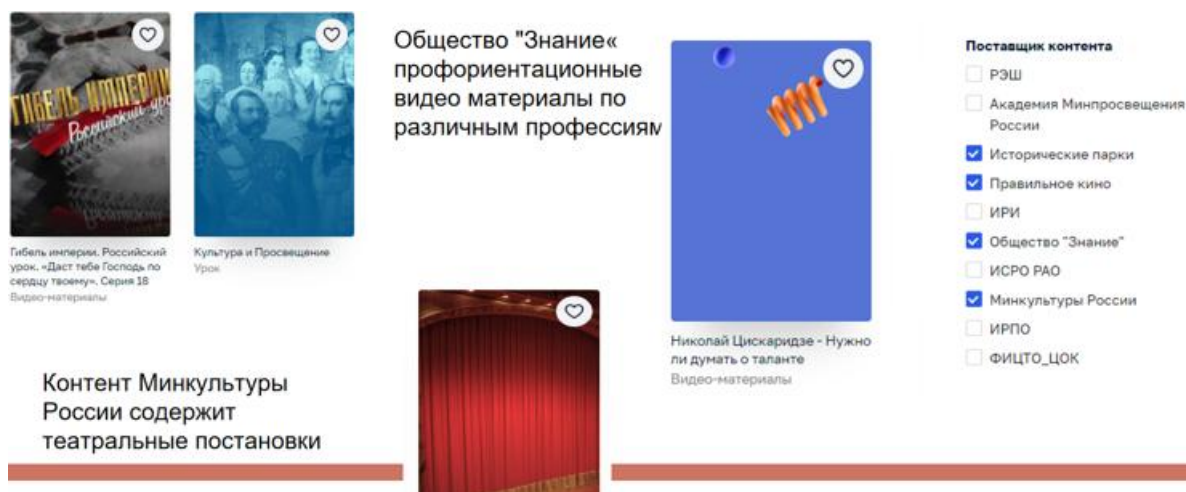 ГИБЕЛЬ ИМПЕРИИ
Российский урок
Гибель империи. Российский
урок. «Даст тебе Господь по
сердцу твоему». Серия 18
Видео-материалы
Культура и Просвещение
Урок
Общество "Знание«
профориентационные
видео материалы по
различным профессиям
Контент Минкультуры
России содержит
театральные постановки
Николай Цискаридзе - Нужно
ли думать о таланте
Видео-материалы
Поставщик контента
РЭШ
Академия Минпросвещения
России
Исторические парки
Правильное кино
ИРИ
Общество "Знание"
ИСРО РАО
Минкультуры России
ИРПО
ФИЦТО_ЦОК